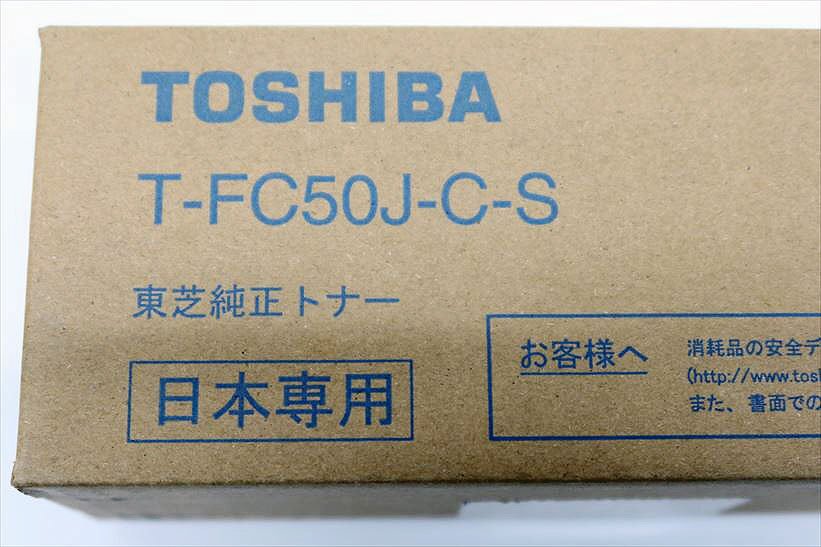 TOSHIBA
T-FC50J-C-S
東芝純正トナー
日本専用
お客様へ
消耗品の安全デ
(http://www.tosh
また、書面での